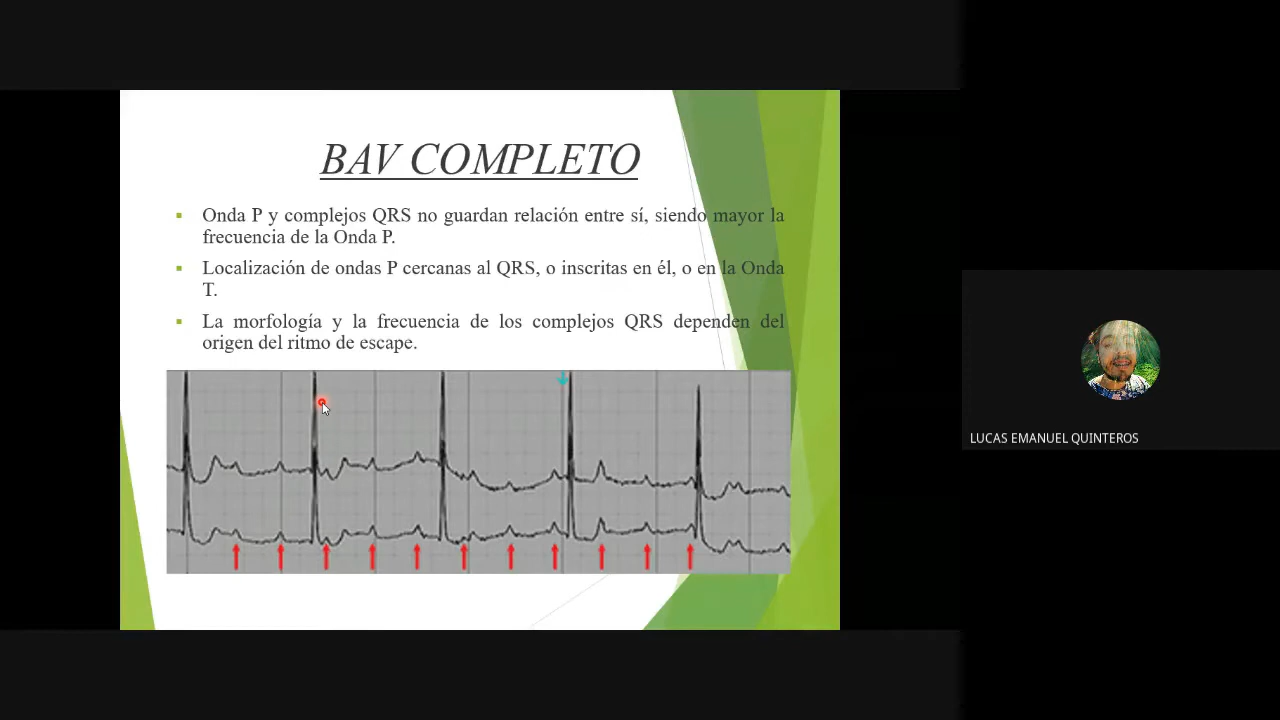 BAV COMPLETO
Onda P y complejos QRS no guardan relación entre sí, siendo mayor la
frecuencia de la Onda P.
Localización de ondas P cercanas al QRS, o inscritas en él, o en la Onda
T.
La morfología y la frecuencia de los complejos QRS dependen del
origen del ritmo de escape.
LUCAS EMANUEL QUINTEROS